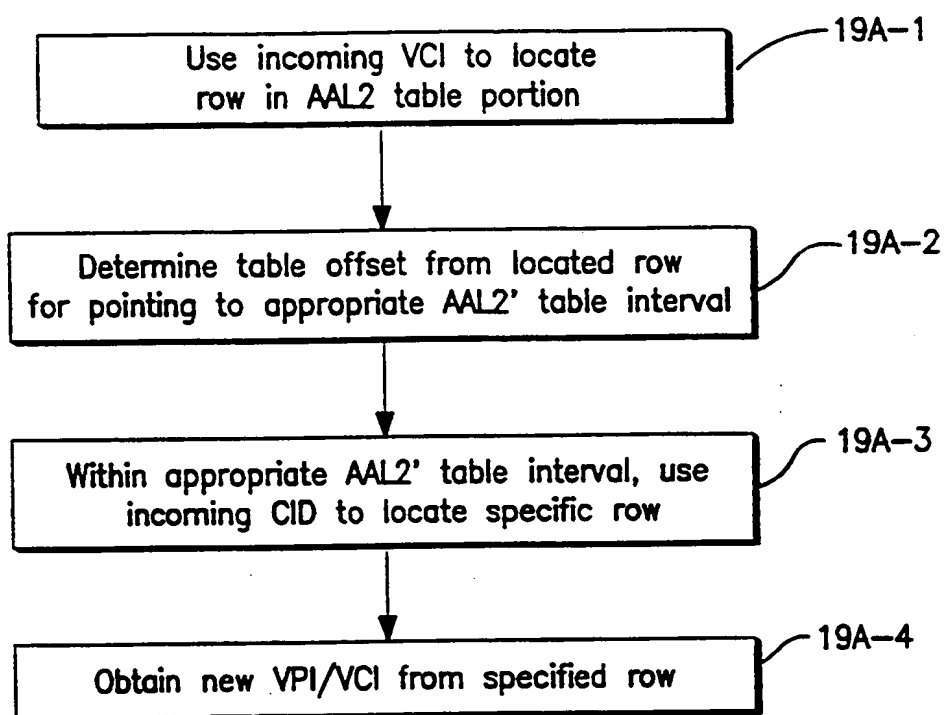 19A-1
Use incoming VCI to locate
row in AAL2 table portion
19A-2
Determine table offset from located row
for pointing to appropriate AAL2' table interval
19A-3
Within appropriate AAL2' table interval, use
incoming CID to locate specific row
19A-4
Obtain new VPI/VCI from specified row